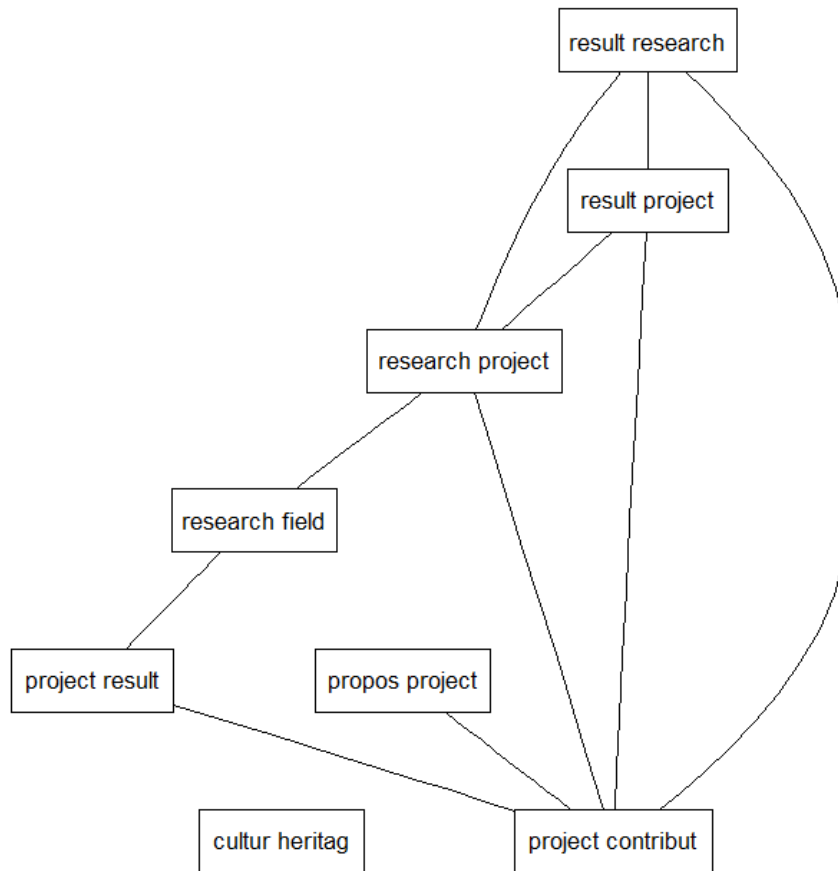 result research
result project
research project
research field
project result
propos project
cultur heritag
project contribut